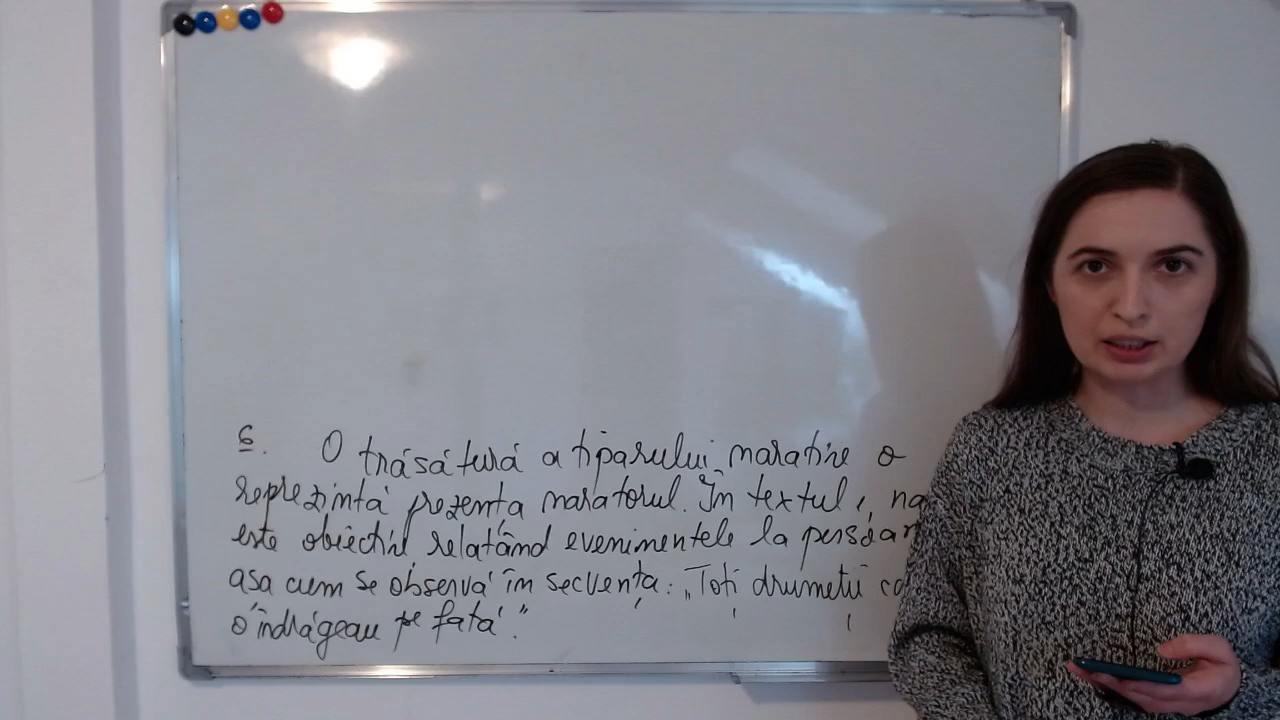 6. O trăsătură a tiparului narativ e o
reprezintă prezența naratorul. În textul, na
este obiectiv relatând evenimentele la persoan
asa cum se observă în secvența: „Toți drumeții ca
o îndrăgeau pe fată."